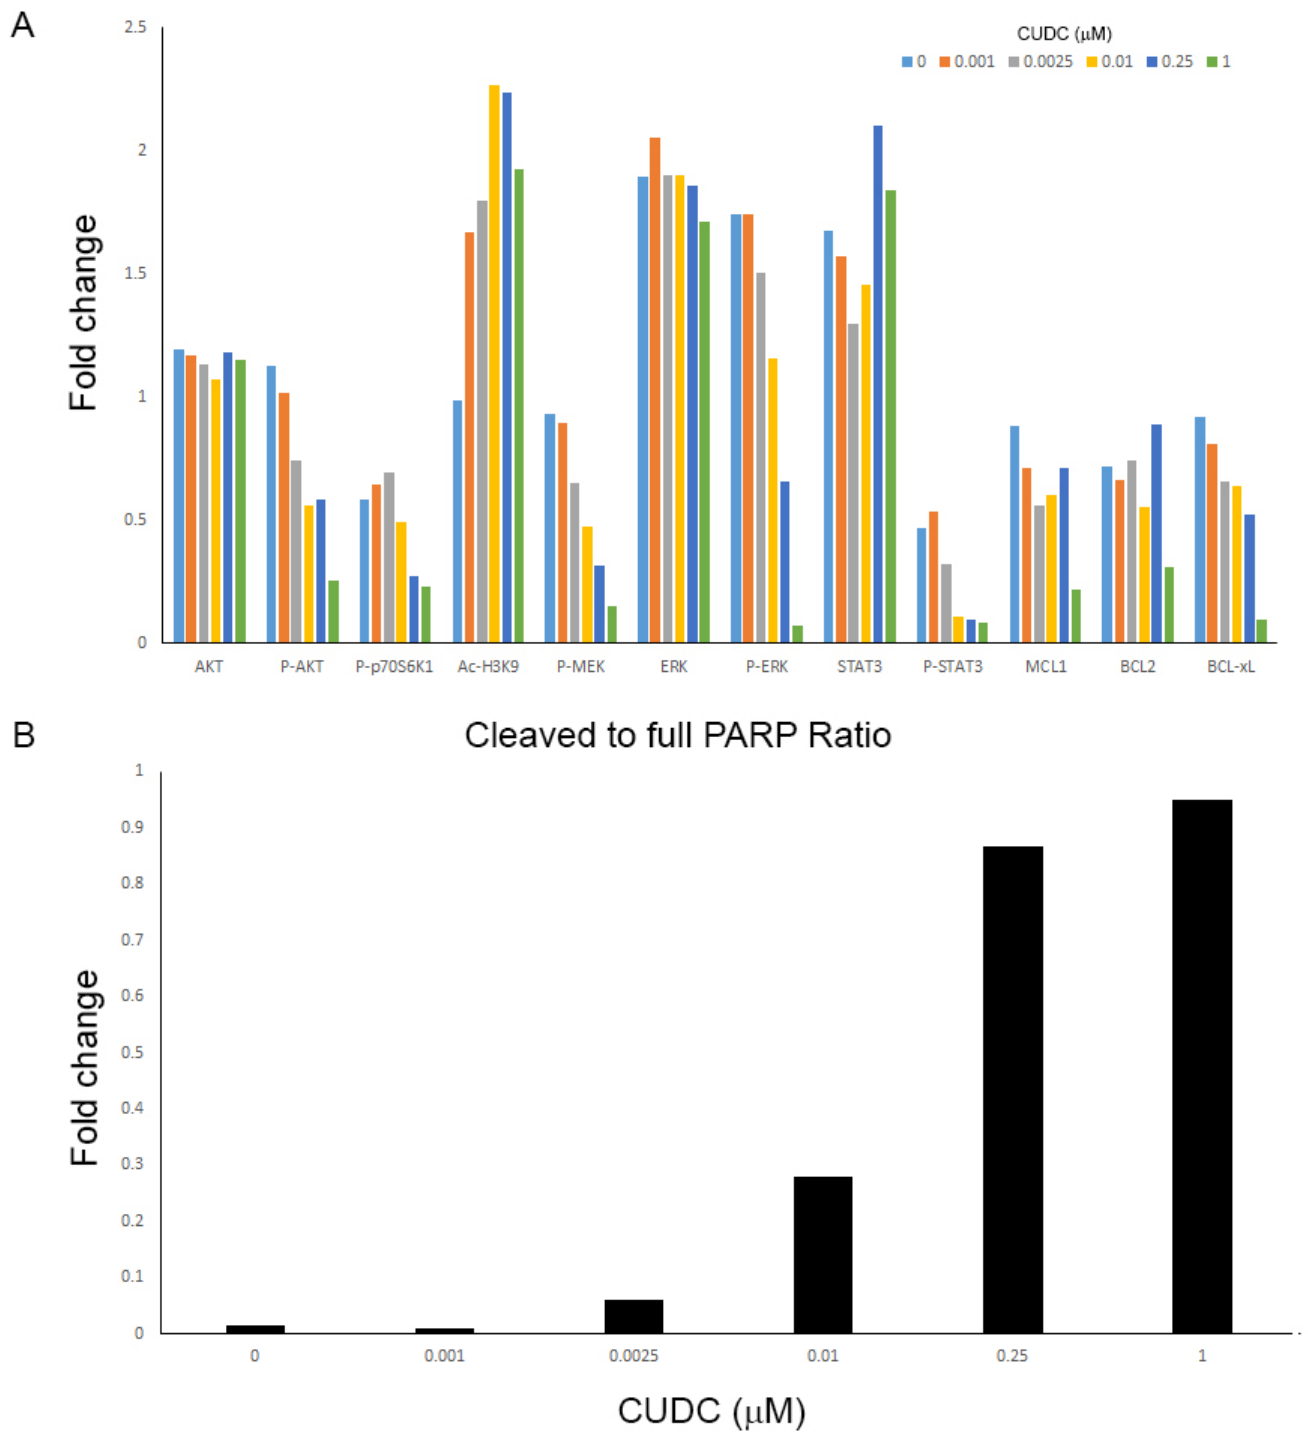 A
CUDC (μM)
0 0.001 0.0025 0.01 0.25 1
Fold change
2.5
2
1.5
1
0.5
0
AKT P-AKT P-p70S6K1 Ac-H3K9 P-MEK ERK P-ERK STAT3 P-STAT3 MCL1 BCL2 BCL-xL
B
Cleaved to full PARP Ratio
Fold change
1
0.9
0.8
0.7
0.6
0.5
0.4
0.3
0.2
0.1
0
0 0.001 0.0025 0.01 0.25 1
CUDC (μM)